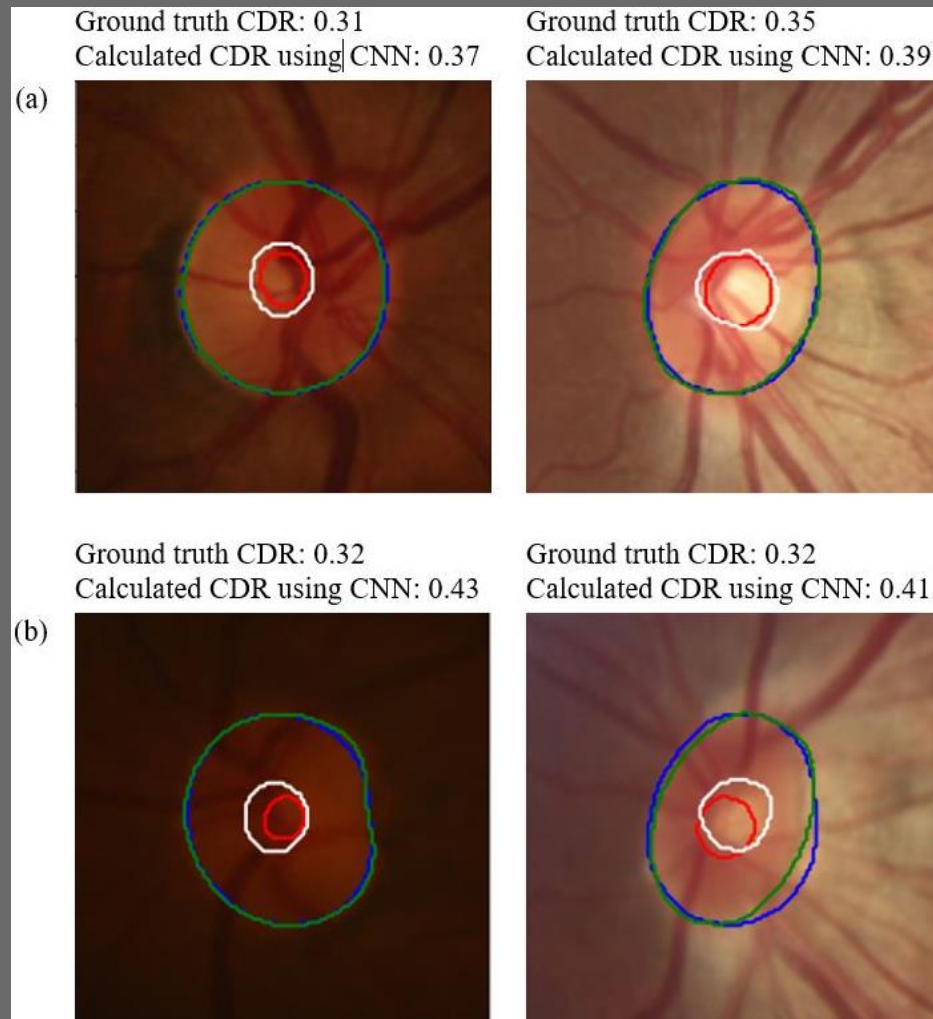 Ground truth CDR: 0.31
Calculated CDR using CNN: 0.37
Ground truth CDR: 0.35
Calculated CDR using CNN: 0.39
(a)
Ground truth CDR: 0.32
Calculated CDR using CNN: 0.43
Ground truth CDR: 0.32
Calculated CDR using CNN: 0.41
(b)